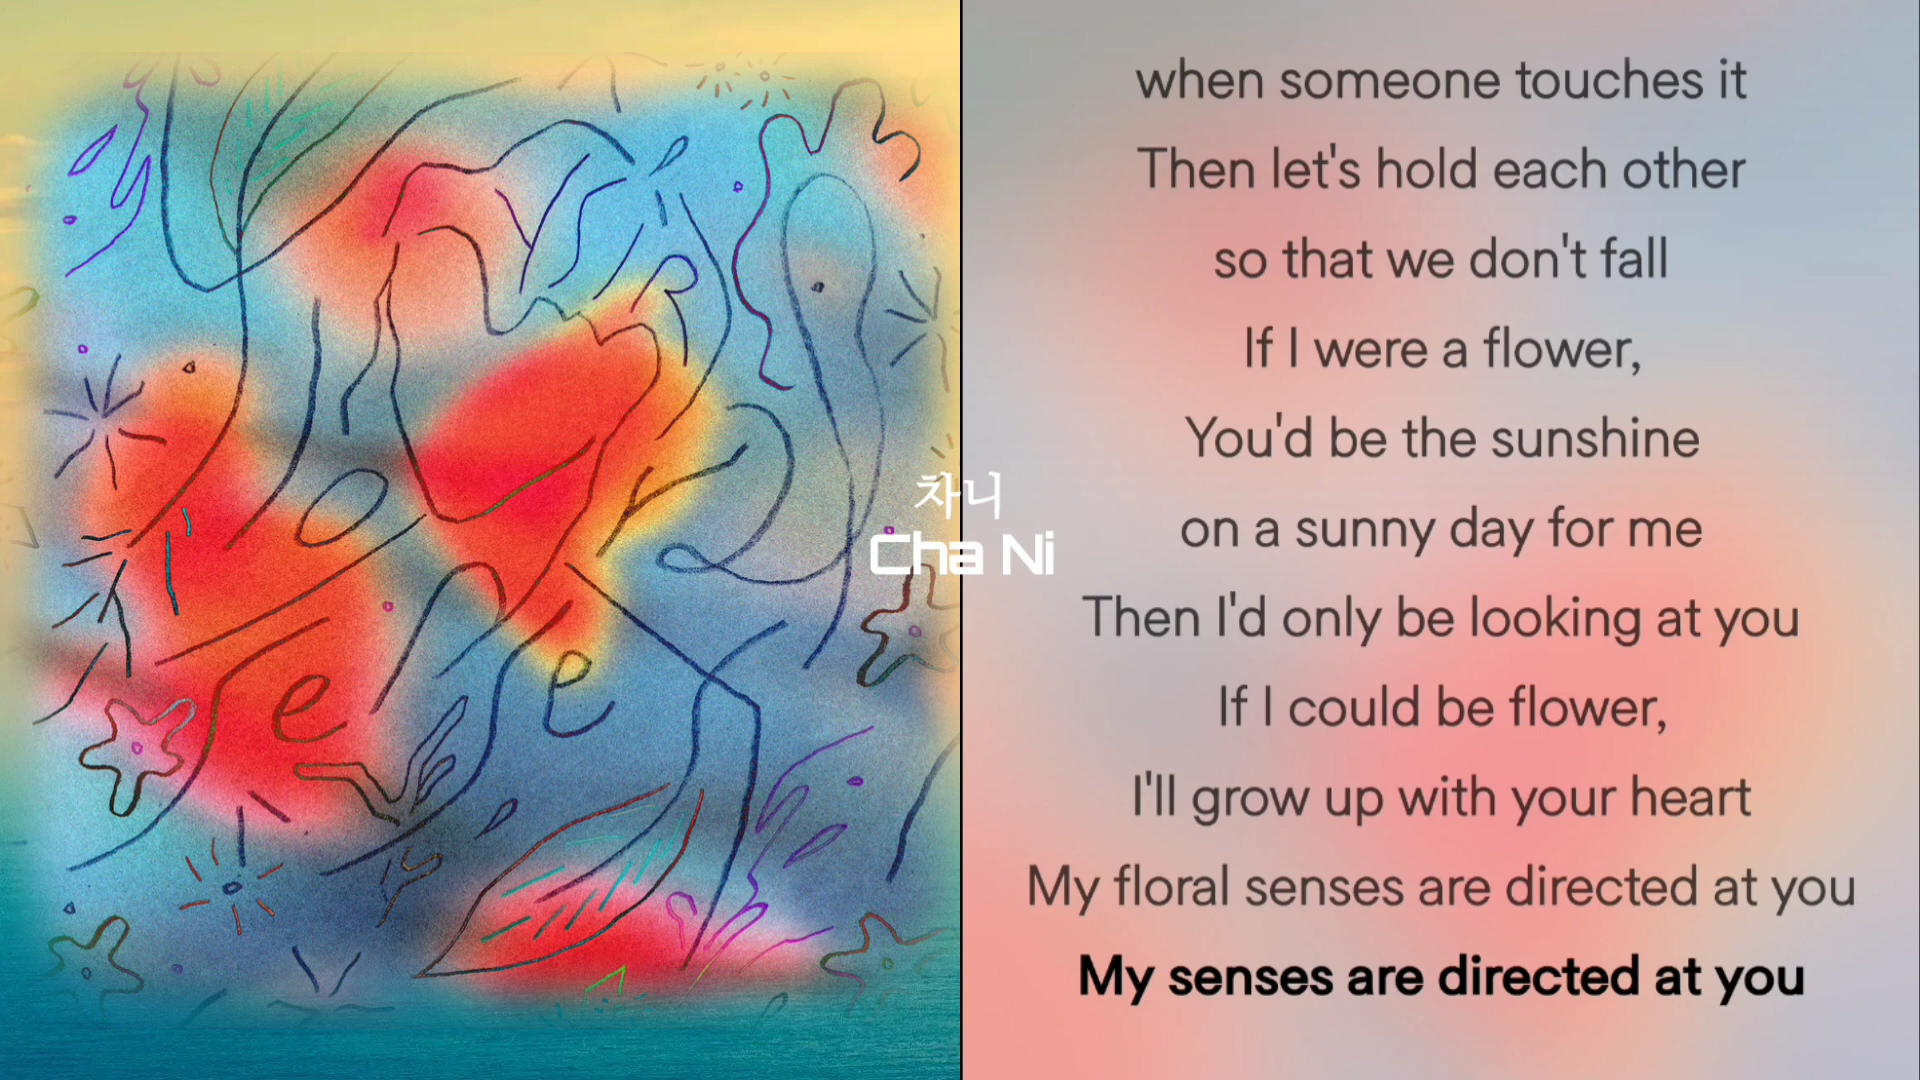 when someone touches it
Then let's hold each other
so that we don't fall
If I were a flower,
You'd be the sunshine
on a sunny day for me
Then I'd only be looking at you
If I could be flower,
I'll grow up with your heart
My floral senses are directed at you
My senses are directed at you
차니
Cha Ni